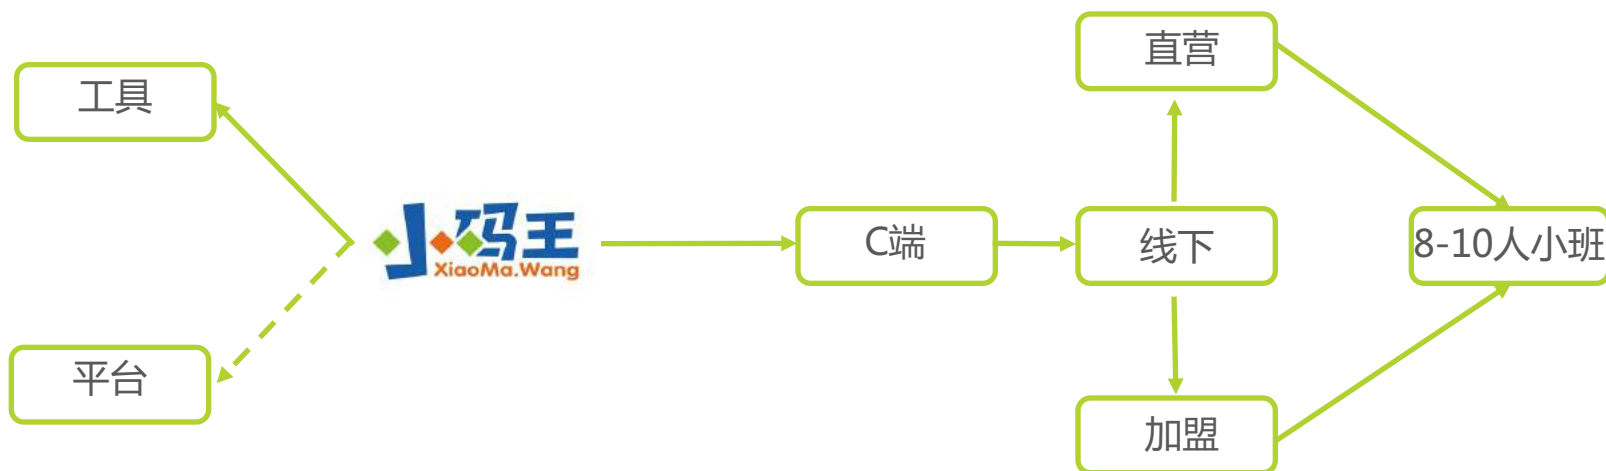 直营
工具
小码王
XiaoMa.Wang
C端
线下
8-10人小班
平台
加盟